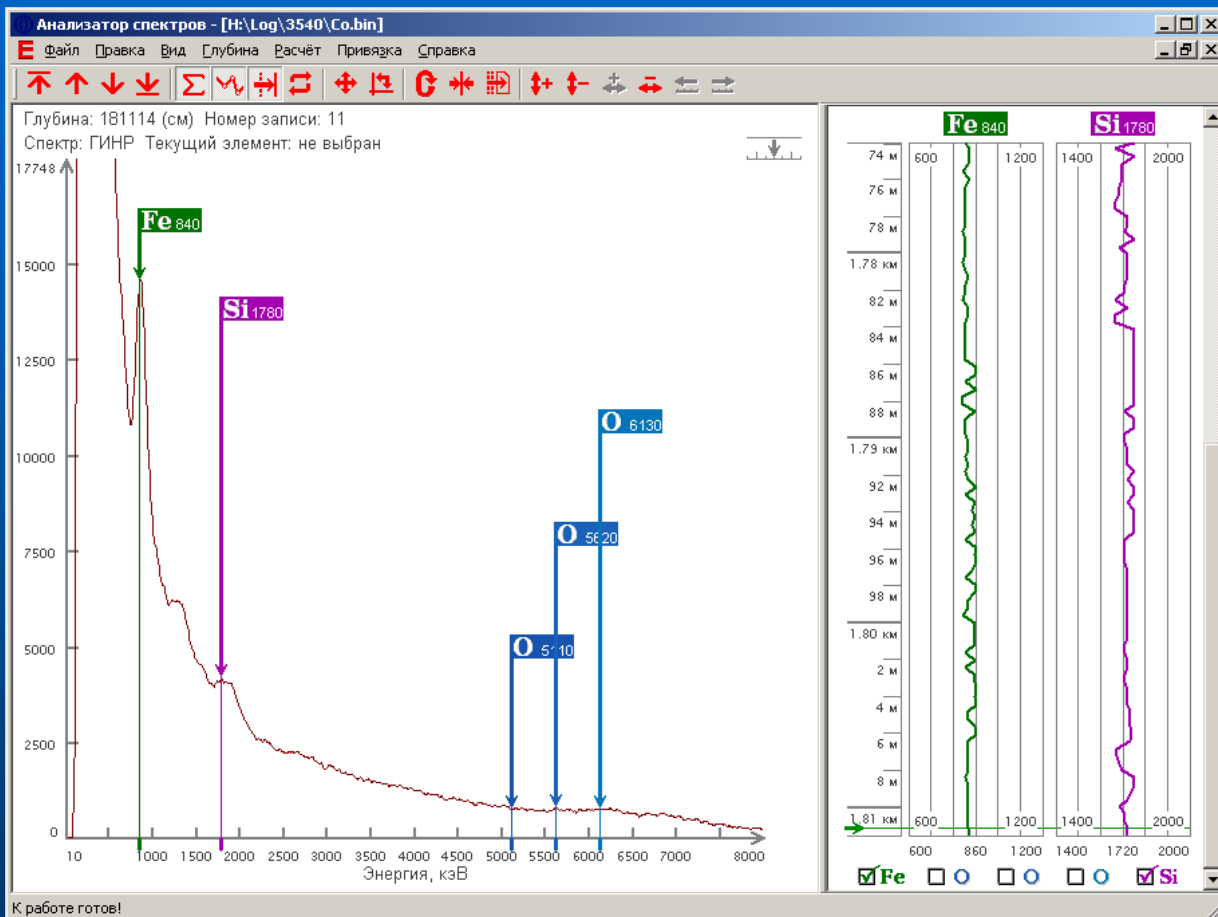 Анализатор спектров - [H:\Log\3540\Co.bin]
E Файл Правка Вид Глубина Расчёт Привязка Справка
Глубина: 181114 (см) Номер записи: 11
Спектр: ГИНР Текущий элемент: не выбран
17748
15000
12500
10000
7500
5000
2500
0
Fe 840
Si 1780
O 6130
O 5620
O 5110
10 1000 1500 2000 2500 3000 3500 4000 4500 5000 5500 6000 6500 7000 8000
Энергия, кэВ
Fe 840 Si 1780
600 1200 1400 2000
74 м
76 м
78 м
1.78 км
82 м
84 м
86 м
88 м
1.79 км
92 м
94 м
96 м
98 м
1.80 км
2 м
4 м
6 м
8 м
1.81 км
600 1200 1400 2000
600 860 1200 1400 1720 2000
Fe O O O Si
К работе готов!